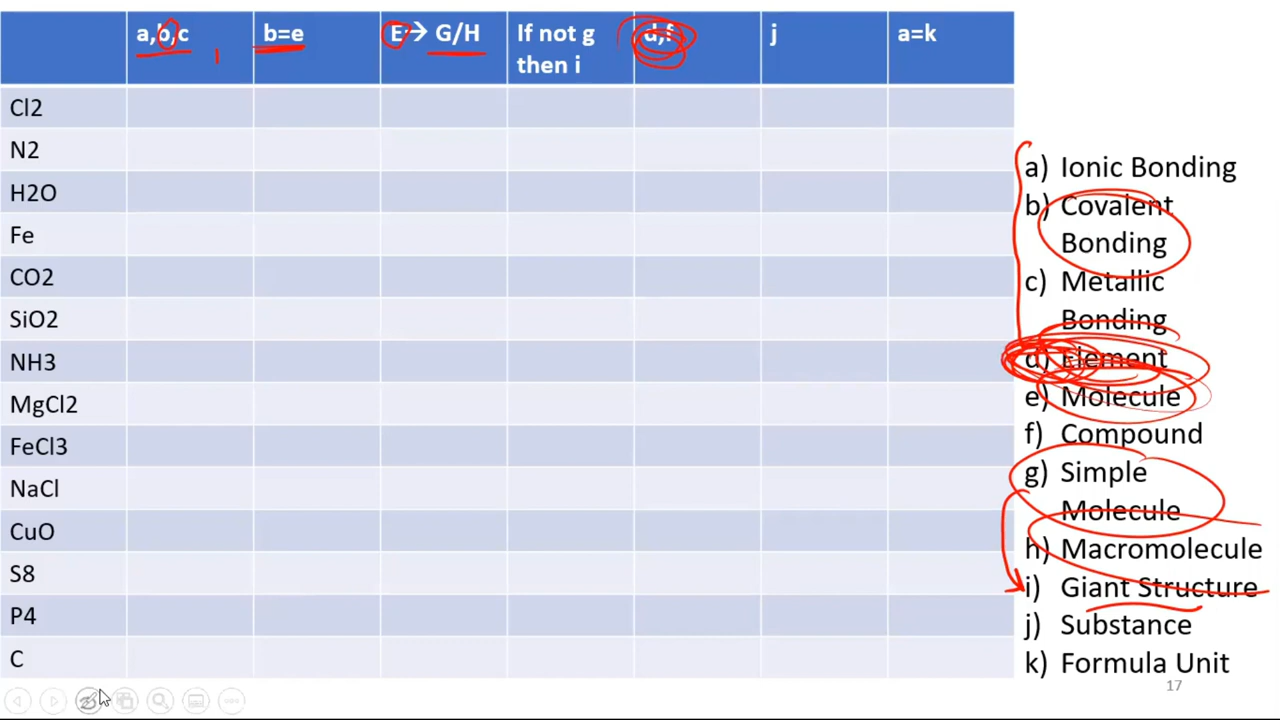 a,b,c b=e E→ G/H If not g d,f j a=k
then i
Cl2
N2
H2O
Fe
CO2
SiO2
NH3
MgCl2
FeCl3
NaCl
CuO
S8
P4
C
a) Ionic Bonding
b) Covalent
Bonding
c) Metallic
Bonding
d) Element
e) Molecule
f) Compound
g) Simple
Molecule
h) Macromolecule
i) Giant Structure
j) Substance
k) Formula Unit
17